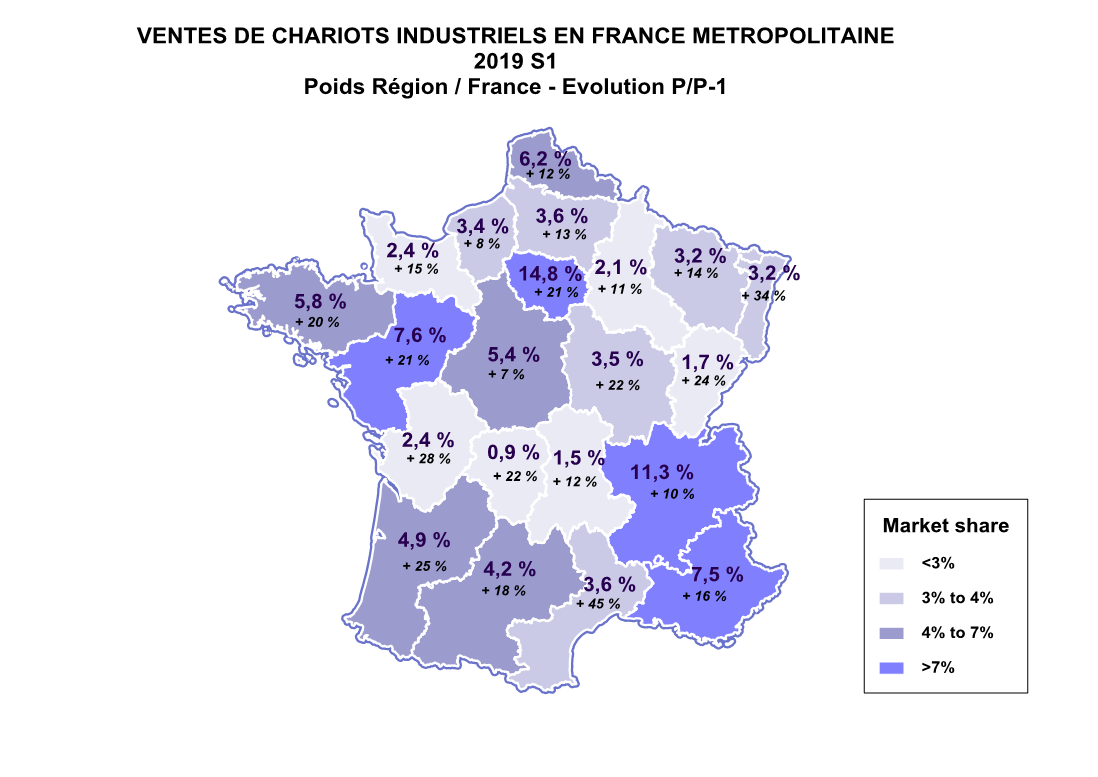 VENTES DE CHARIOTS INDUSTRIELS EN FRANCE METROPOLITAINE
2019 S1
Poids Région / France - Evolution P/P-1
6,2 %
+ 12 %
3,6 %
+ 13 %
3,4 %
+ 8 %
2,4 %
+ 15 %
14,8 %
+ 21 %
2,1 %
+ 11 %
3,2 %
+ 14 %
3,2 %
+ 34 %
5,8 %
+ 20 %
7,6 %
+ 21 %
5,4 %
+ 7 %
3,5 %
+ 22 %
1,7 %
+ 24 %
2,4 %
+ 28 %
0,9 %
+ 22 %
1,5 %
+ 12 %
11,3 %
+ 10 %
4,9 %
+ 25 %
4,2 %
+ 18 %
3,6 %
+ 45 %
7,5 %
+ 16 %
Market share
<3%
3% to 4%
4% to 7%
>7%